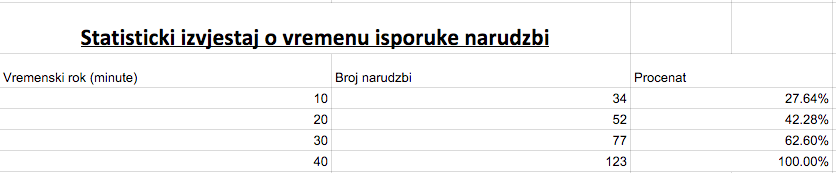 Statisticki izvjestaj o vremenu isporuke narudzbi
Vremenski rok (minute) Broj narudzbi Procenat
10 34 27.64%
20 52 42.28%
30 77 62.60%
40 123 100.00%